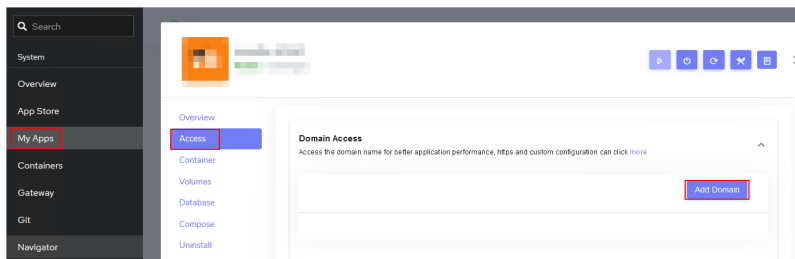 Search
System
Overview
App Store
My Apps
Containers
Gateway
Git
Navigator
Overview
Access
Container
Volumes
Database
Compose
Uninstall
Domain Access
Access the domain name for better application performance, https and custom configuration can click more
Add Domain